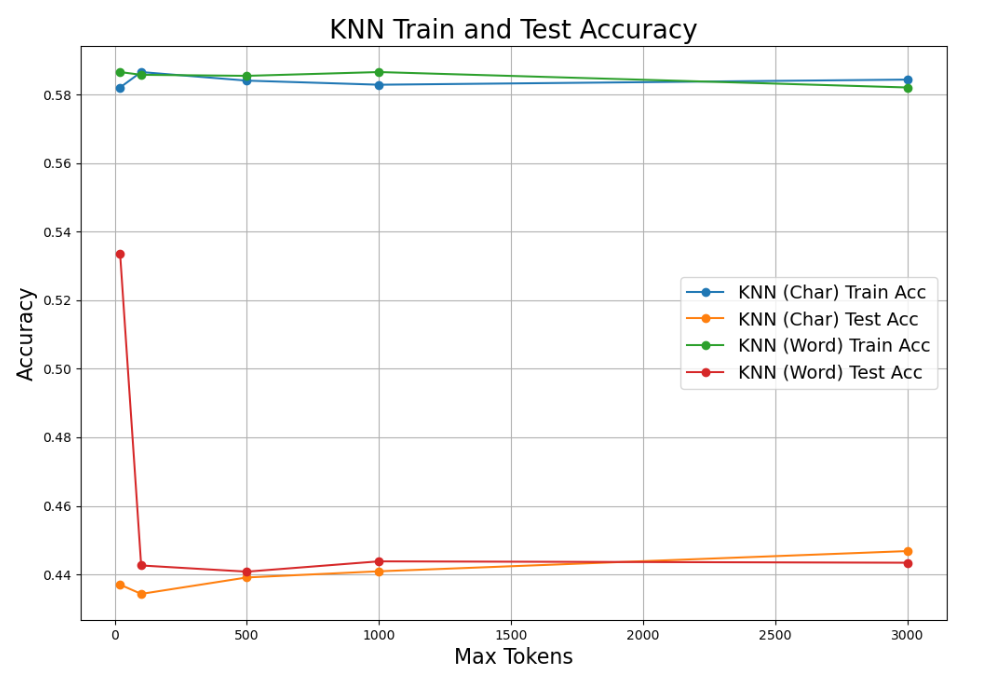 KNN Train and Test Accuracy
Accuracy
0.58
0.56
0.54
0.52
0.50
0.48
0.46
0.44
KNN (Char) Train Acc
KNN (Char) Test Acc
KNN (Word) Train Acc
KNN (Word) Test Acc
0 500 1000 1500 2000 2500 3000
Max Tokens